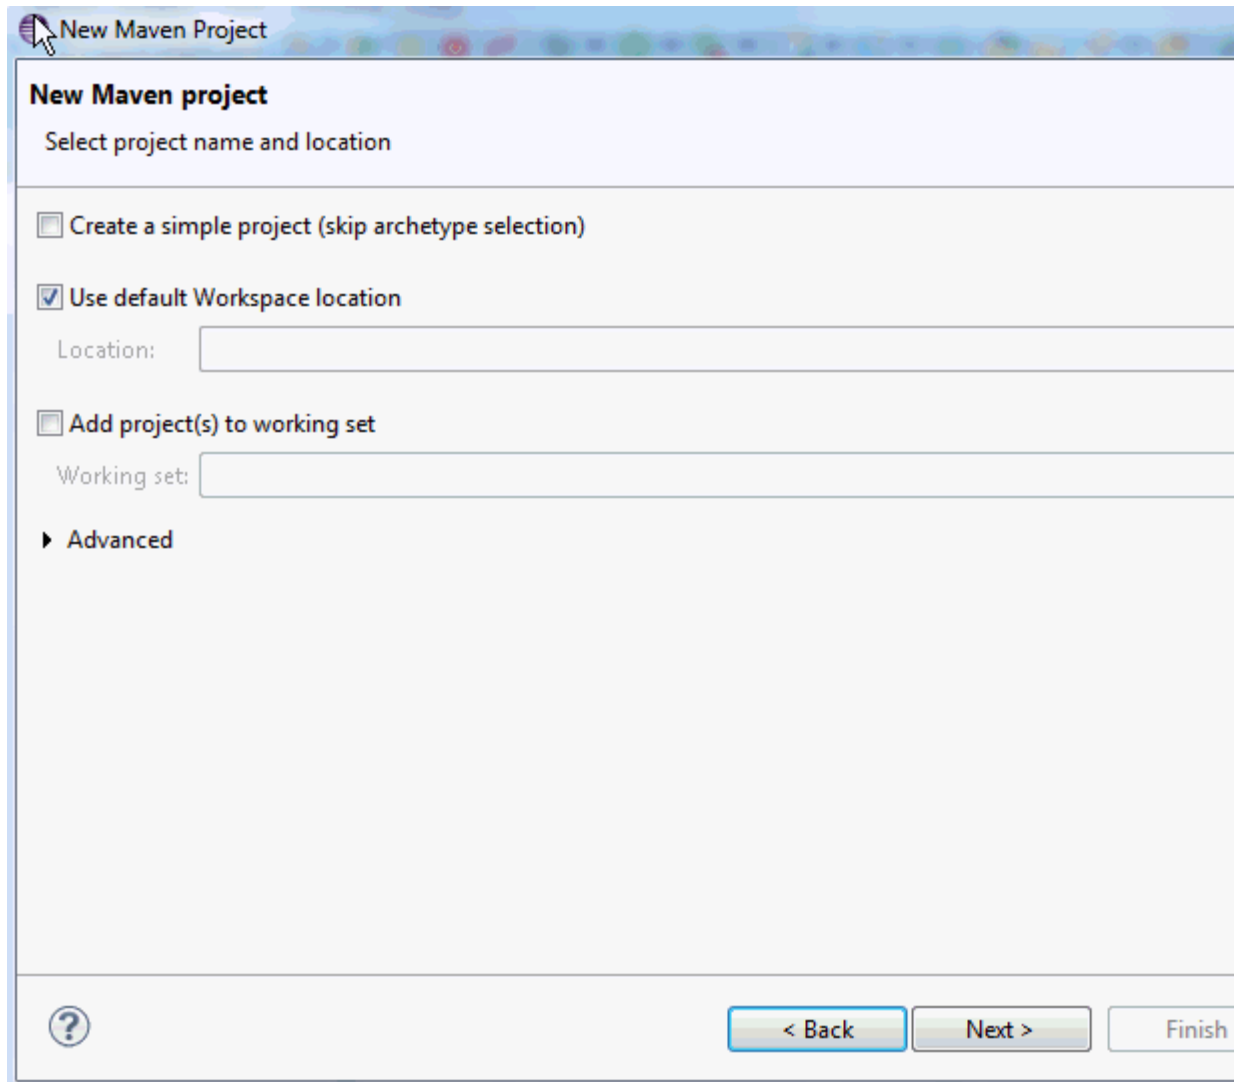 New Maven Project
New Maven project
Select project name and location
Create a simple project (skip archetype selection)
Use default Workspace location
Location:
Add project(s) to working set
Working set:
Advanced
?
< Back Next > Finish